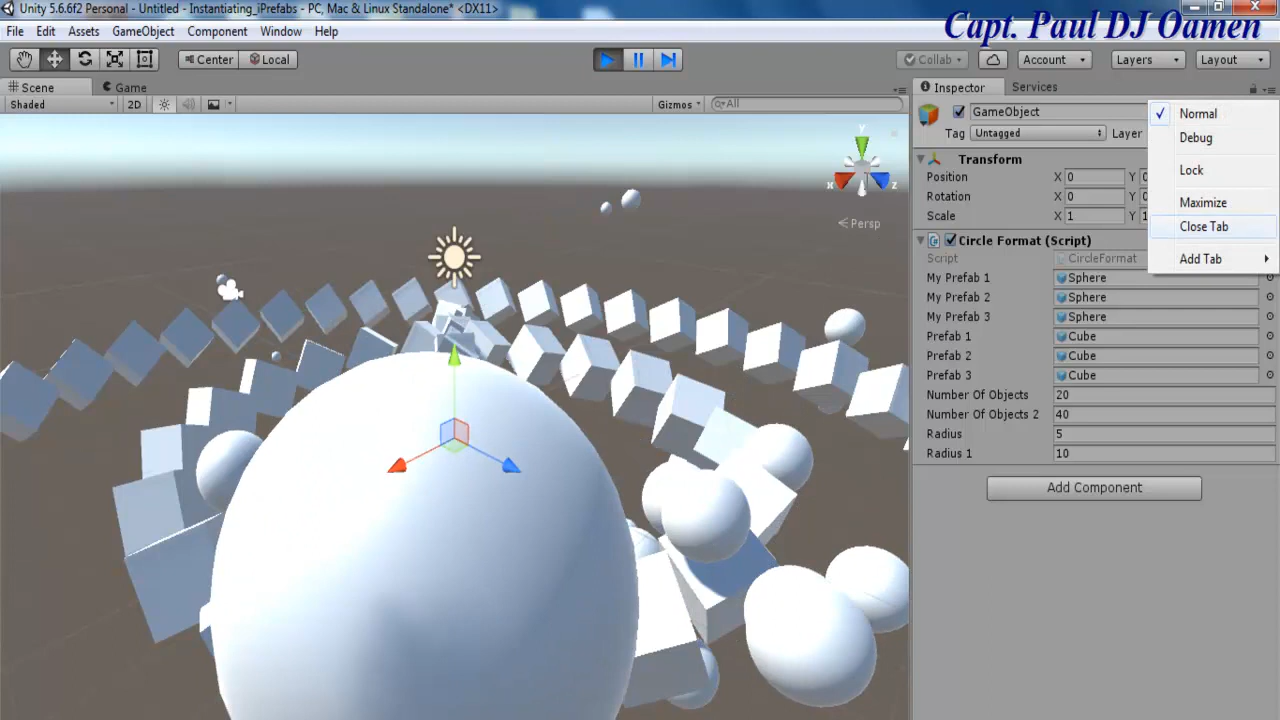 Unity 5.6.6f2 Personal - Untitled - Instantiating_iPrefabs - PC, Mac & Linux Standalone* <DX11>
Capt. Paul DJ Oamen
File Edit Assets GameObject Component Window Help
Center Local Collab Account Layers Layout
Scene Game Inspector Services
Shaded 2D Gizmos All
GameObject
Tag Untagged Layer
Transform
Position X 0 Y 0
Rotation X 0 Y 0
Scale X 1 Y 1
Normal
Debug
Lock
Maximize
Close Tab
Add Tab
y
x z
Persp
Circle Format (Script)
Script CircleFormat
My Prefab 1 Sphere
My Prefab 2 Sphere
My Prefab 3 Sphere
Prefab 1 Cube
Prefab 2 Cube
Prefab 3 Cube
Number Of Objects 20
Number Of Objects 2 40
Radius 5
Radius 1 10
Add Component